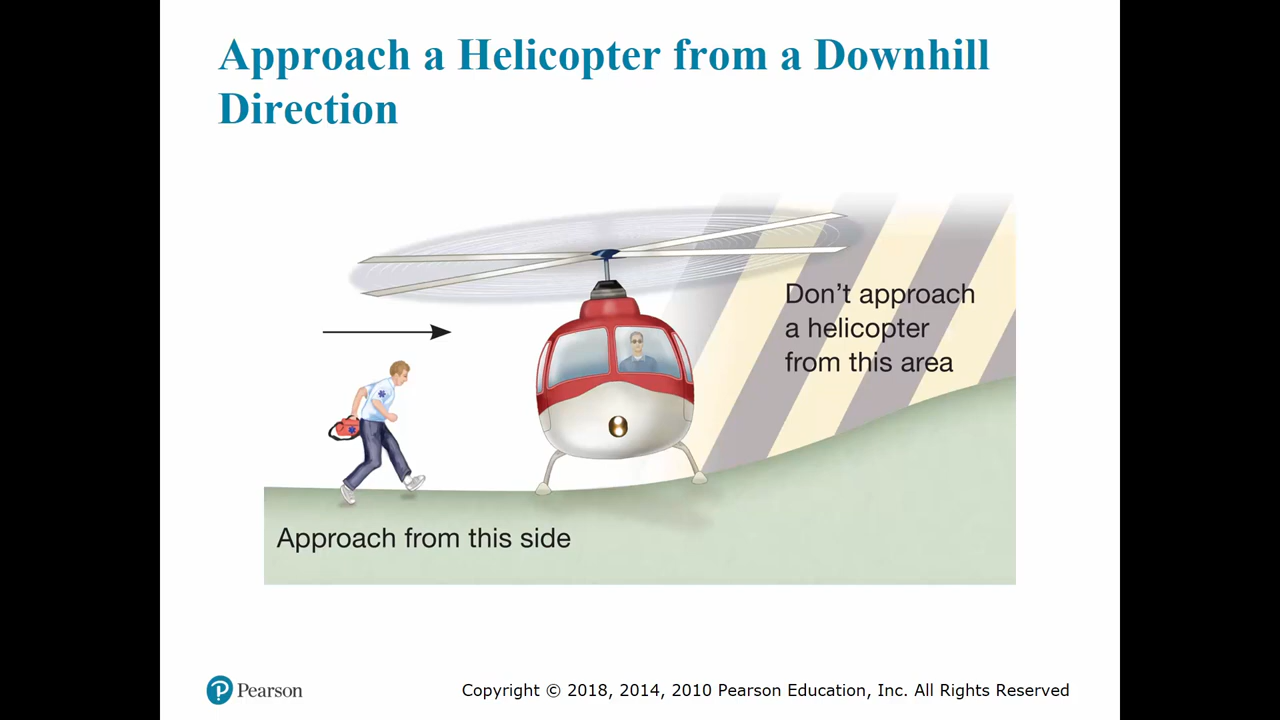 Approach a Helicopter from a Downhill
Direction
Don't approach
a helicopter
from this area
Approach from this side
Pearson
Copyright © 2018, 2014, 2010 Pearson Education, Inc. All Rights Reserved